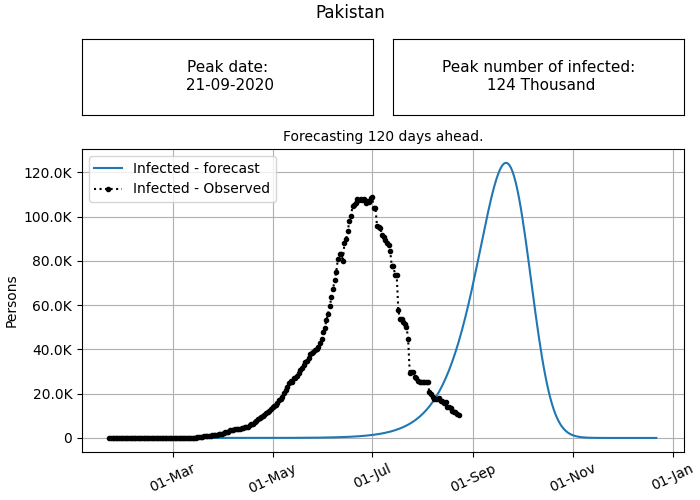 Pakistan
Peak date:
21-09-2020
Peak number of infected:
124 Thousand
Forecasting 120 days ahead.
Infected - forecast
Infected - Observed
120.0K
100.0K
80.0K
60.0K
40.0K
20.0K
0
Persons
01-Mar
01-May
01-Jul
01-Sep
01-Nov
01-Jan